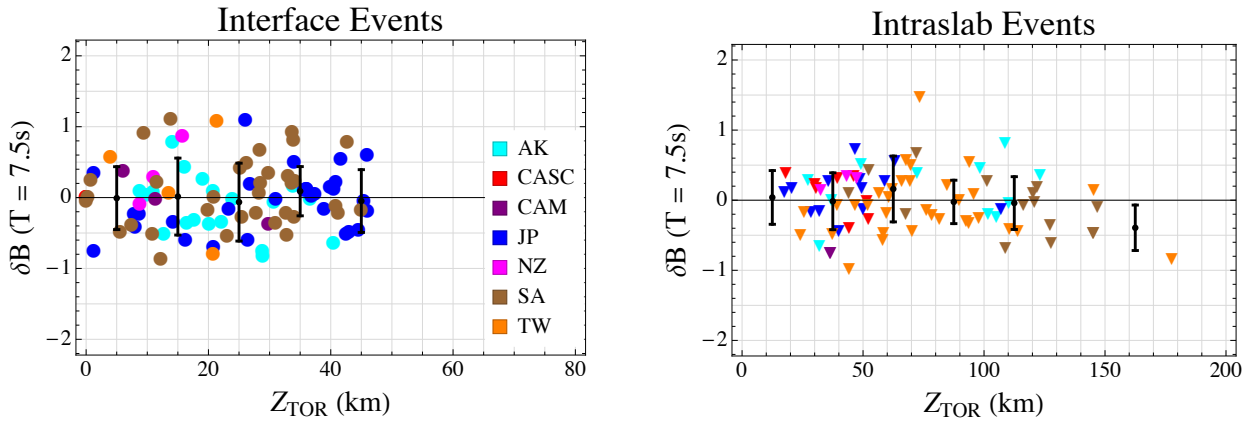 Interface Events
δB (T = 7.5s)
2
1
0
−1
−2
0
20
40
60
80
Z_TOR (km)
AK
CASC
CAM
JP
NZ
SA
TW
Intraslab Events
δB (T = 7.5s)
2
1
0
−1
−2
0
50
100
150
200
Z_TOR (km)